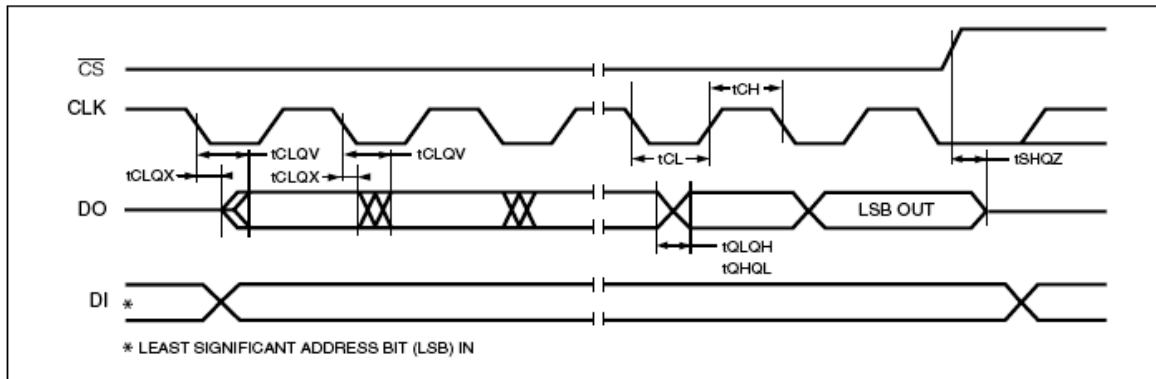 CS
CLK
tCH
tCLQV
tCLQV
tCL
tSHQZ
tCLQX
tCLQX
DO
LSB OUT
tQLQH
tQHQL
DI *
* LEAST SIGNIFICANT ADDRESS BIT (LSB) IN